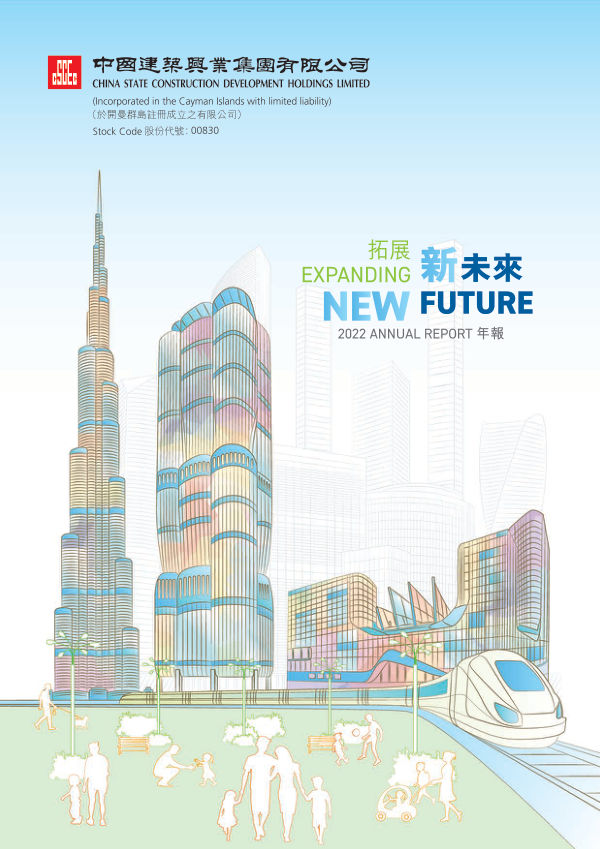 CSCEC
中國建築興業集團有限公司
CHINA STATE CONSTRUCTION DEVELOPMENT HOLDINGS LIMITED
(Incorporated in the Cayman Islands with limited liability)
(於開曼群島註冊成立之有限公司)
Stock Code 股份代號: 00830
拓展 新未來
EXPANDING
NEW FUTURE
2022 ANNUAL REPORT 年報